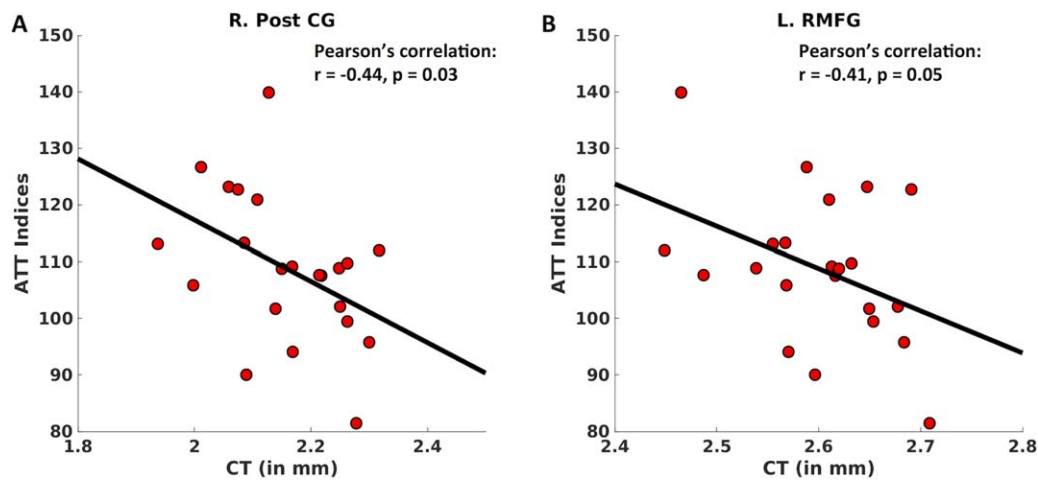 A
R. Post CG
Pearson's correlation:
r = -0.44, p = 0.03
150
140
130
120
110
100
90
80
ATT Indices
1.8
2
2.2
2.4
CT (in mm)
B
L. RMFG
Pearson's correlation:
r = -0.41, p = 0.05
150
140
130
120
110
100
90
80
ATT Indices
2.4
2.5
2.6
2.7
2.8
CT (in mm)